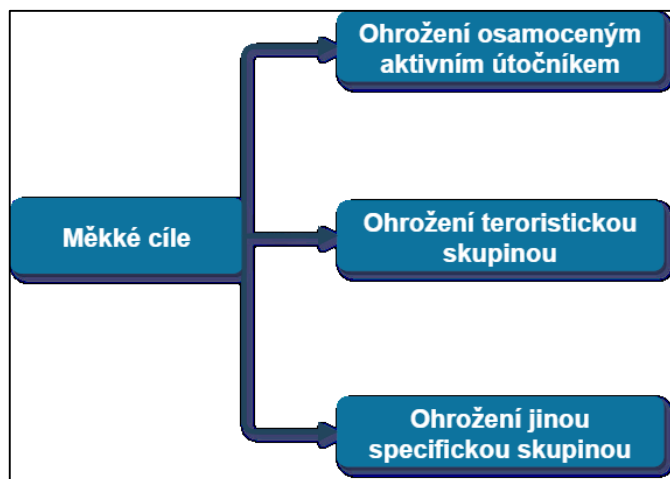 Ohrožení osamoceným
aktivním útočníkem
Měkké cíle
Ohrožení teroristickou
skupinou
Ohrožení jinou
specifickou skupinou